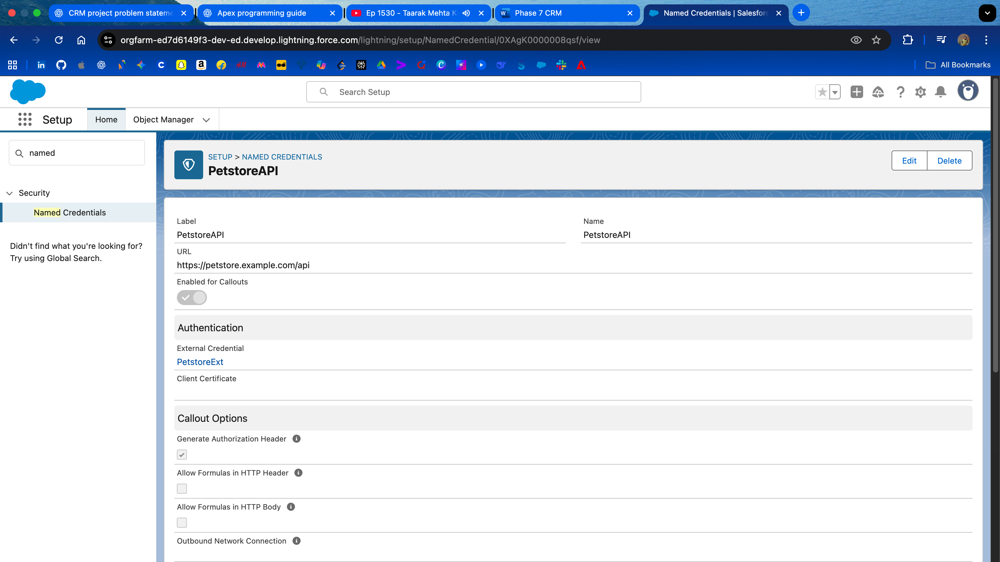 CRM project problem stateme
Apex programming guide
Ep 1530 - Taarak Mehta K
Phase 7 CRM
Named Credentials | Salesforc
orgfarm-ed7d6149f3-dev-ed.develop.lightning.force.com/lightning/setup/NamedCredential/0XAgK0000008qsf/view
All Bookmarks
Search Setup
Setup
Home
Object Manager
named
Security
Named Credentials
Didn't find what you're looking for?
Try using Global Search.
SETUP > NAMED CREDENTIALS
PetstoreAPI
Edit
Delete
Label
PetstoreAPI
Name
PetstoreAPI
URL
https://petstore.example.com/api
Enabled for Callouts
Authentication
External Credential
PetstoreExt
Client Certificate
Callout Options
Generate Authorization Header
Allow Formulas in HTTP Header
Allow Formulas in HTTP Body
Outbound Network Connection